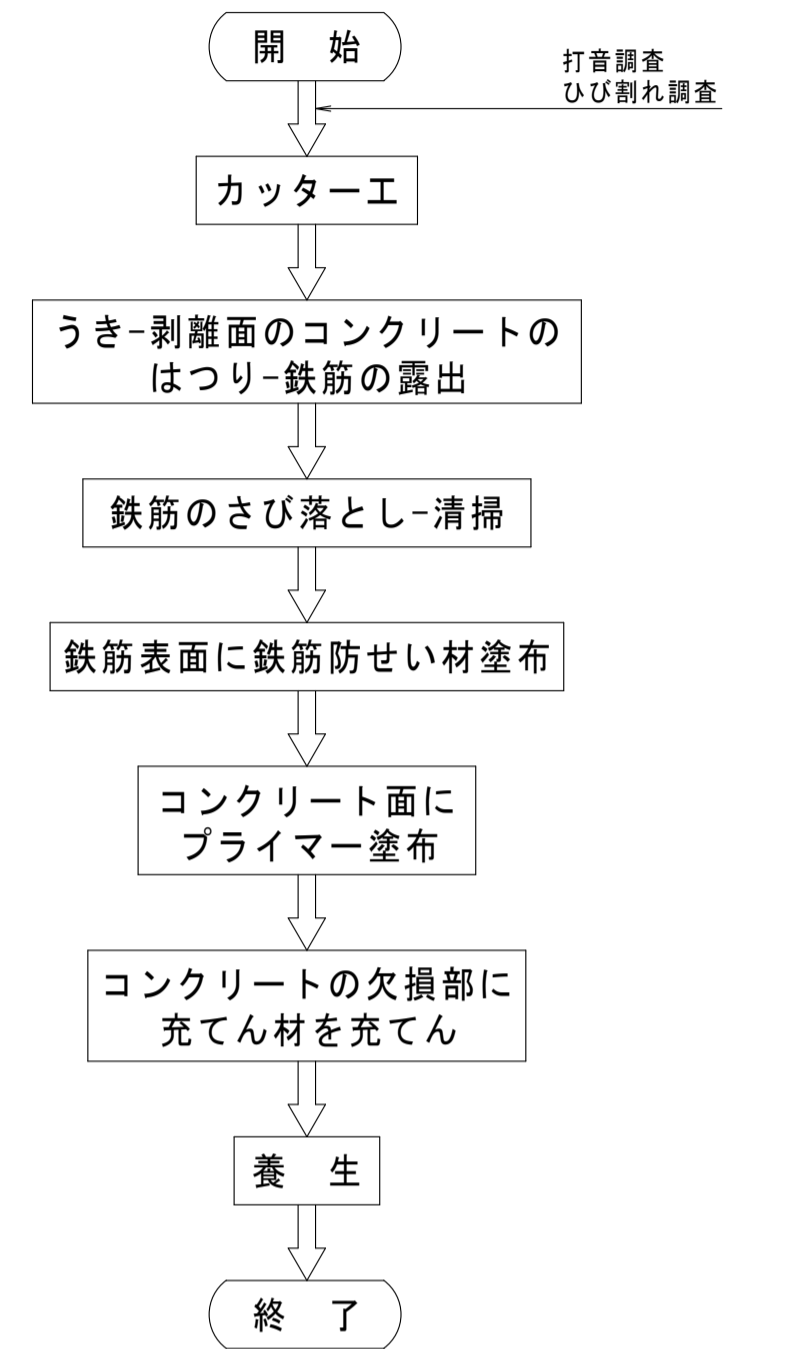 開　始
打音調査
ひび割れ調査
カッター工
うき-剥離面のコンクリートの
はつり-鉄筋の露出
鉄筋のさび落とし-清掃
鉄筋表面に鉄筋防せい材塗布
コンクリート面に
プライマー塗布
コンクリートの欠損部に
充てん材を充てん
養　生
終　了